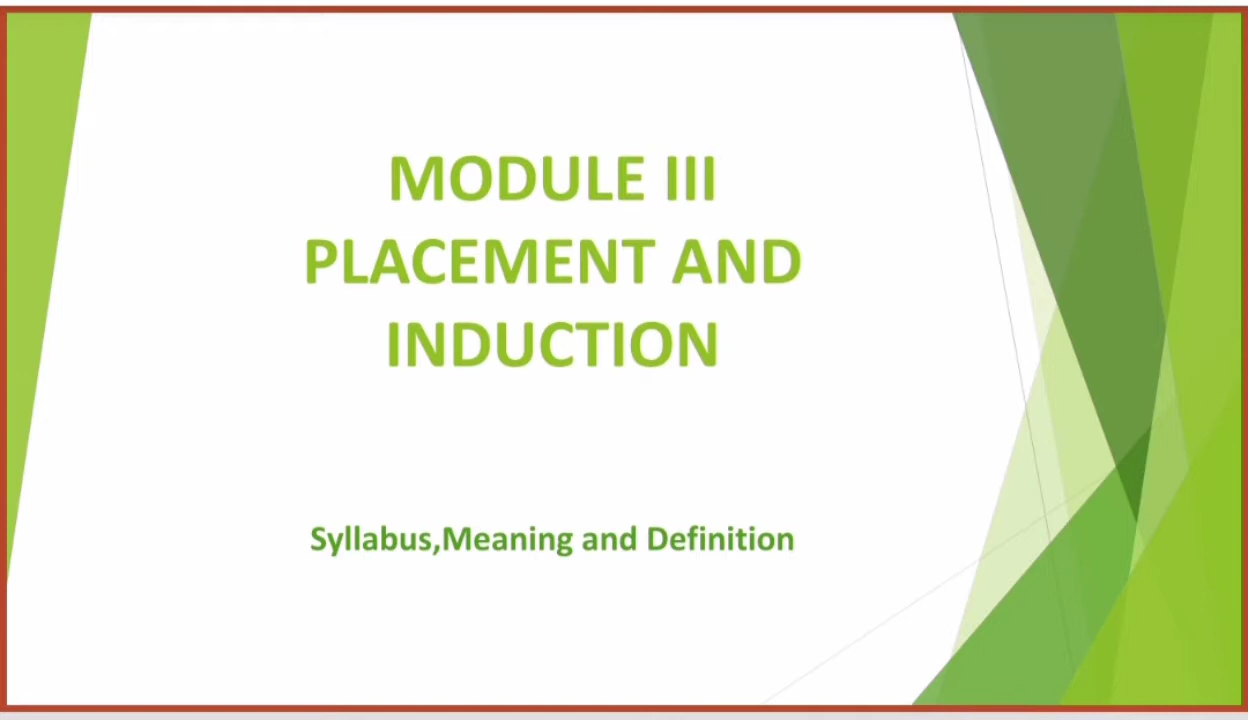 MODULE III
PLACEMENT AND
INDUCTION
Syllabus,Meaning and Definition